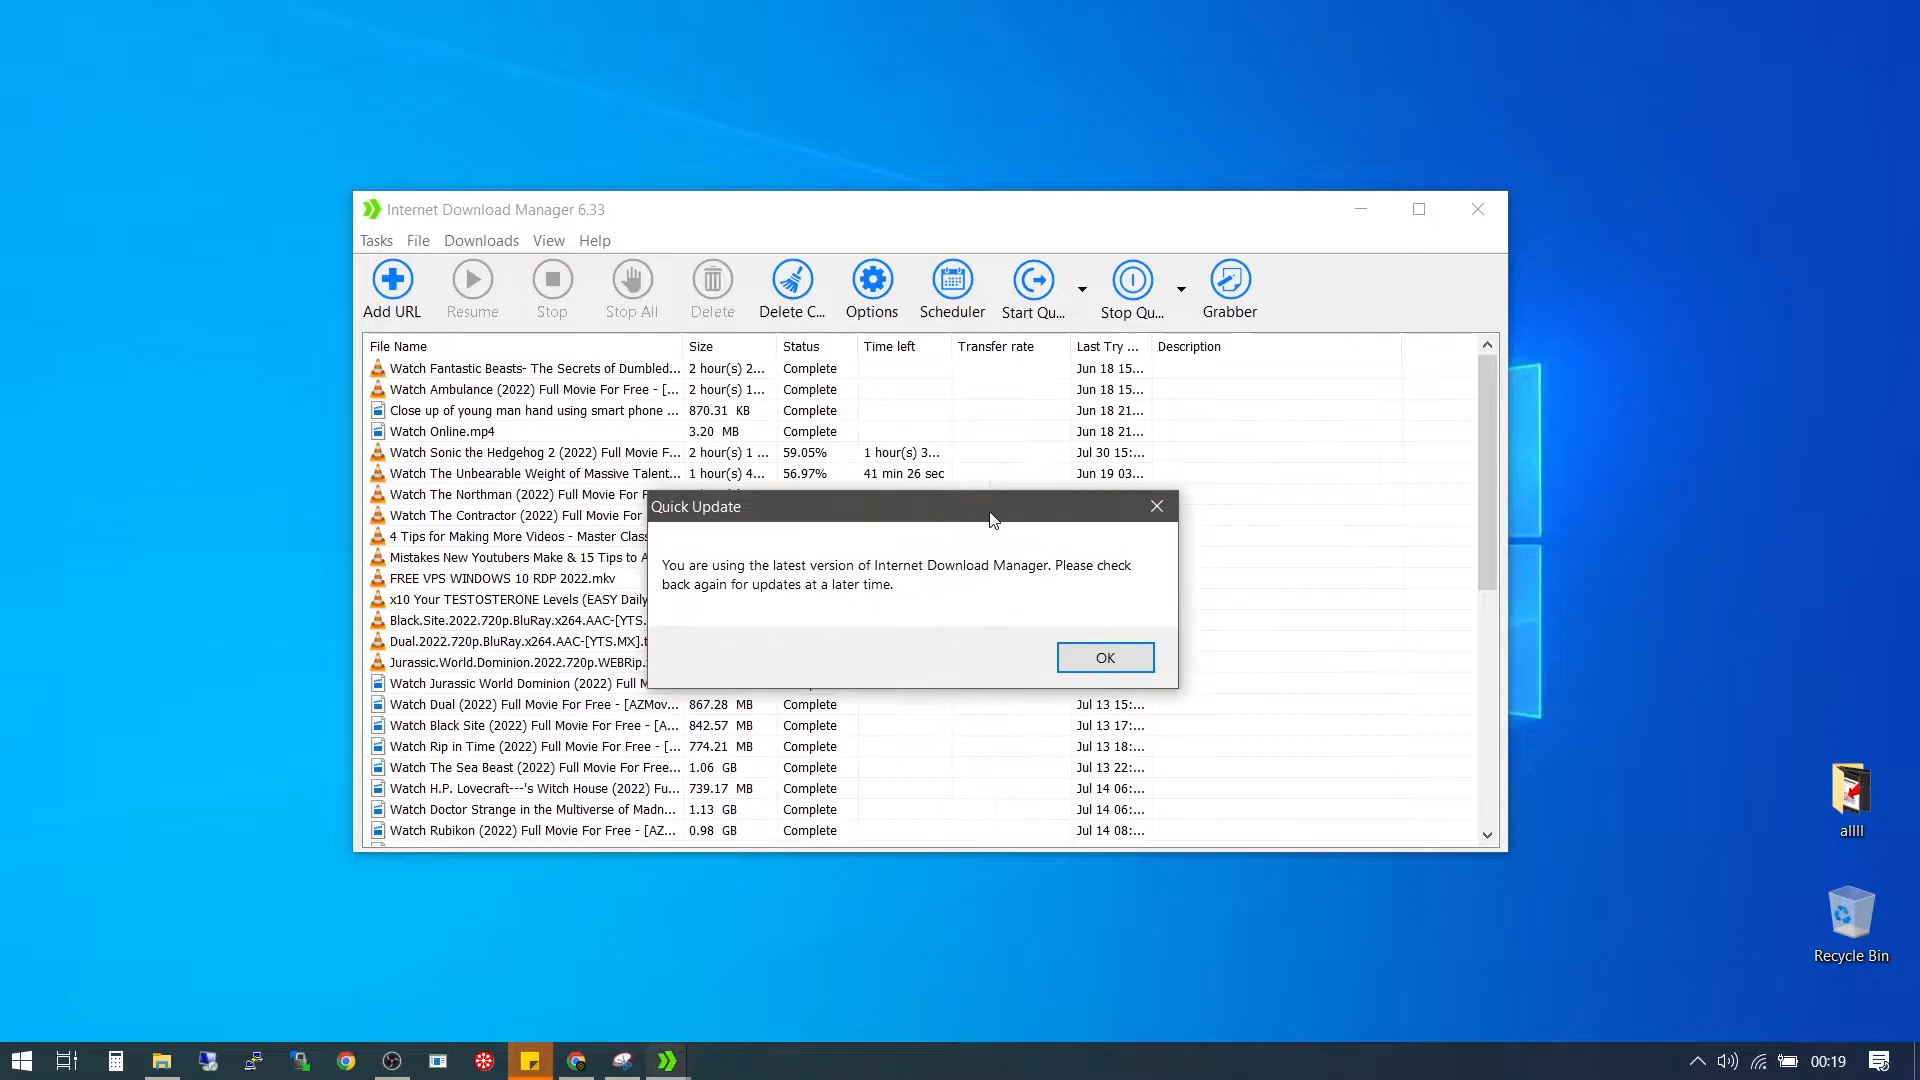 Internet Download Manager 6.33
Tasks File Downloads View Help
Add URL Resume Stop Stop All Delete Delete C... Options Scheduler Start Qu... Stop Qu... Grabber
File Name Size Status Time left Transfer rate Last Try ... Description
Watch Fantastic Beasts- The Secrets of Dumbled... 2 hour(s) 2... Complete Jun 18 15...
Watch Ambulance (2022) Full Movie For Free - [... 2 hour(s) 1... Complete Jun 18 15...
Close up of young man hand using smart phone ... 870.31 KB Complete Jun 18 21...
Watch Online.mp4 3.20 MB Complete Jun 18 21...
Watch Sonic the Hedgehog 2 (2022) Full Movie F... 2 hour(s) 1 ... 59.05% 1 hour(s) 3... Jul 30 15:...
Watch The Unbearable Weight of Massive Talent... 1 hour(s) 4... 56.97% 41 min 26 sec Jun 19 03...
Watch The Northman (2022) Full Movie For F
Watch The Contractor (2022) Full Movie For
4 Tips for Making More Videos - Master Clas
Mistakes New Youtubers Make & 15 Tips to A
FREE VPS WINDOWS 10 RDP 2022.mkv
x10 Your TESTOSTERONE Levels (EASY Daily
Black.Site.2022.720p.BluRay.x264.AAC-[YTS.
Dual.2022.720p.BluRay.x264.AAC-[YTS.MX].t
Jurassic.World.Dominion.2022.720p.WEBRip.
Watch Jurassic World Dominion (2022) Full M
Watch Dual (2022) Full Movie For Free - [AZMov... 867.28 MB Complete Jul 13 15:...
Watch Black Site (2022) Full Movie For Free - [A... 842.57 MB Complete Jul 13 17:...
Watch Rip in Time (2022) Full Movie For Free - [... 774.21 MB Complete Jul 13 18:...
Watch The Sea Beast (2022) Full Movie For Free... 1.06 GB Complete Jul 13 22:...
Watch H.P. Lovecraft---'s Witch House (2022) Fu... 739.17 MB Complete Jul 14 06:...
Watch Doctor Strange in the Multiverse of Madn... 1.13 GB Complete Jul 14 06:...
Watch Rubikon (2022) Full Movie For Free - [AZ... 0.98 GB Complete Jul 14 08:...
Quick Update
You are using the latest version of Internet Download Manager. Please check
back again for updates at a later time.
OK
allll
Recycle Bin
00:19